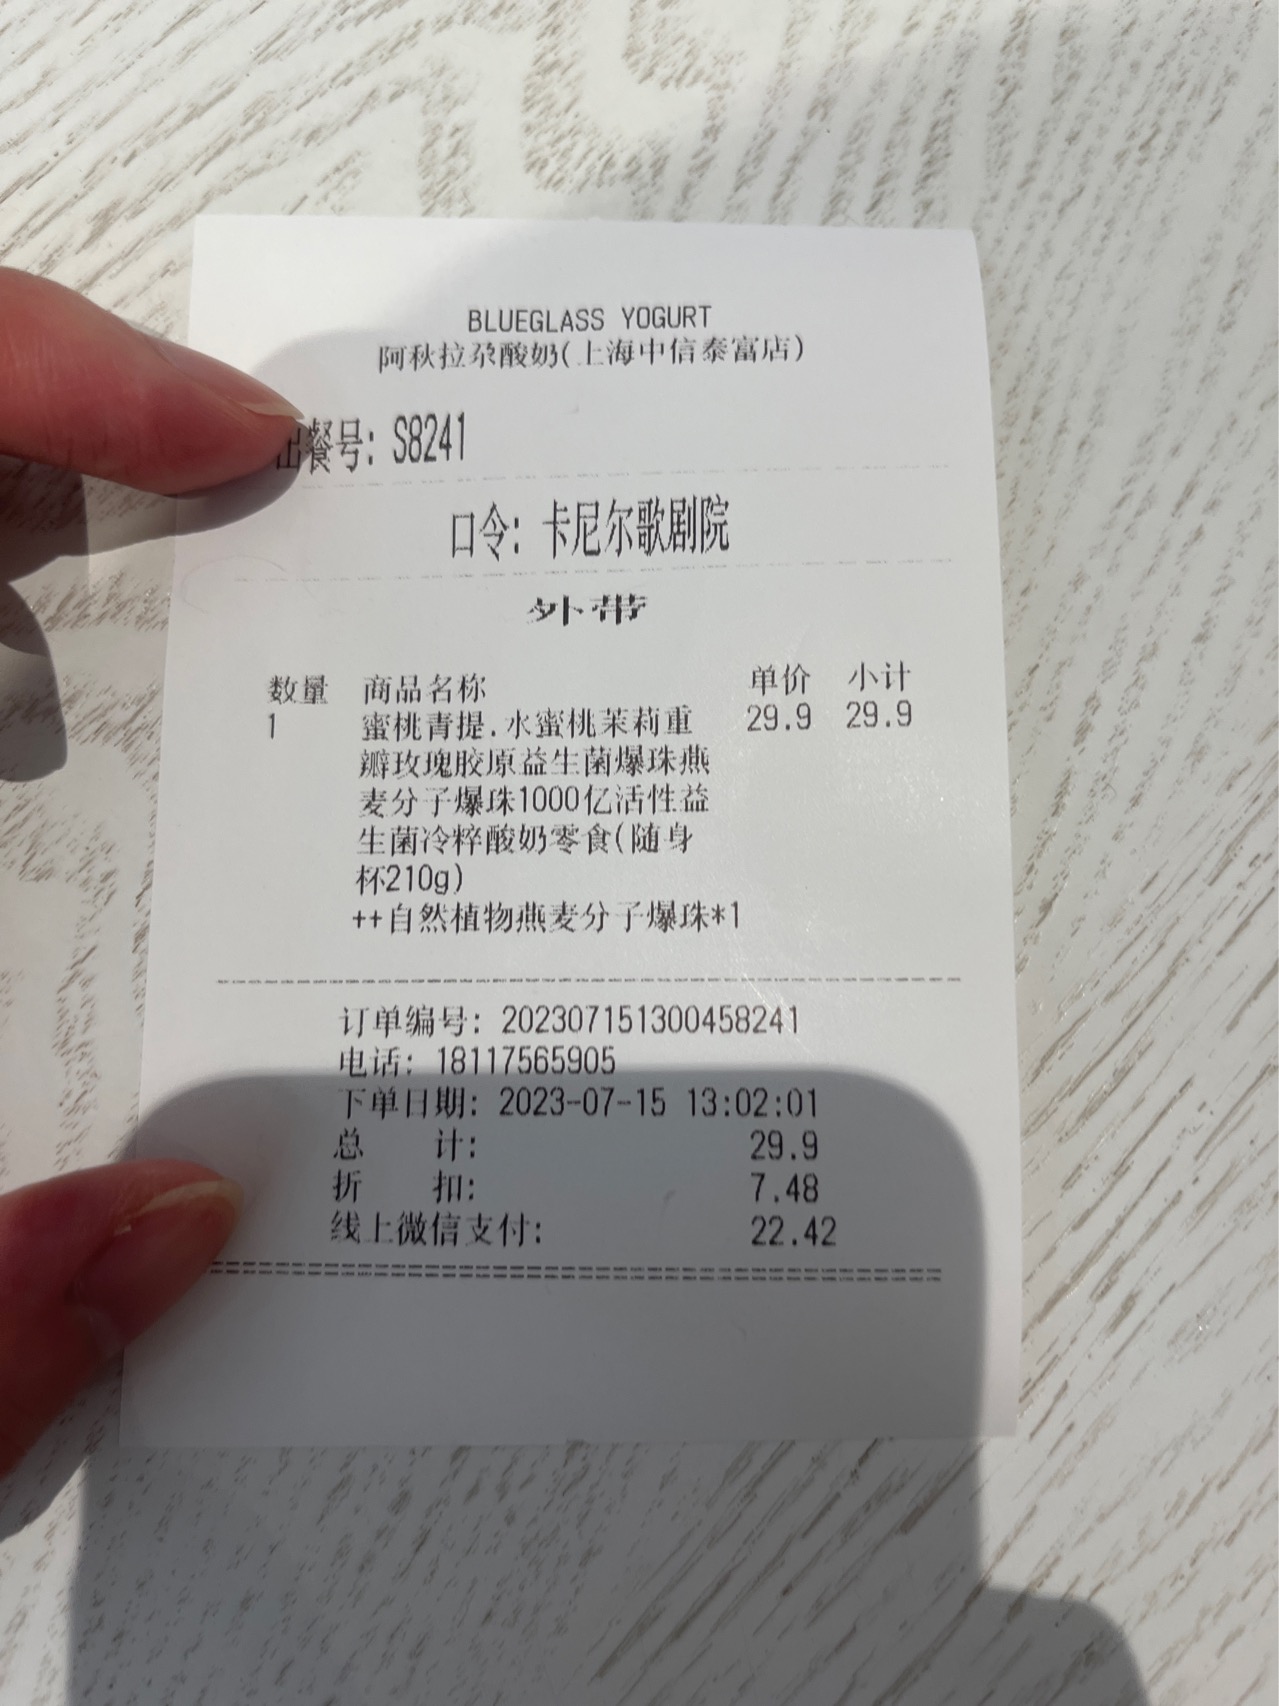 BLUEGLASS YOGURT
阿秋拉尕酸奶(上海中信泰富店)
出餐号: S8241
口令: 卡尼尔歌剧院
外带
数量 商品名称 单价 小计
1 蜜桃青提.水蜜桃茉莉重 29.9 29.9
瓣玫瑰胶原益生菌爆珠燕
麦分子爆珠1000亿活性益
生菌冷粹酸奶零食(随身
杯210g)
++自然植物燕麦分子爆珠*1
订单编号: 202307151300458241
电话: 18117565905
下单日期: 2023-07-15 13:02:01
总 计: 29.9
折 扣: 7.48
线上微信支付: 22.42